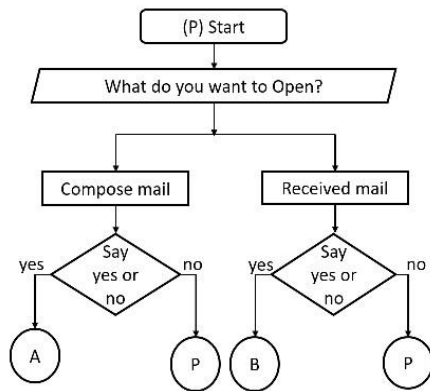 (P) Start
What do you want to Open?
Compose mail
Received mail
Say
yes or
no
yes
no
Say
yes or
no
yes
no
A
P
B
P